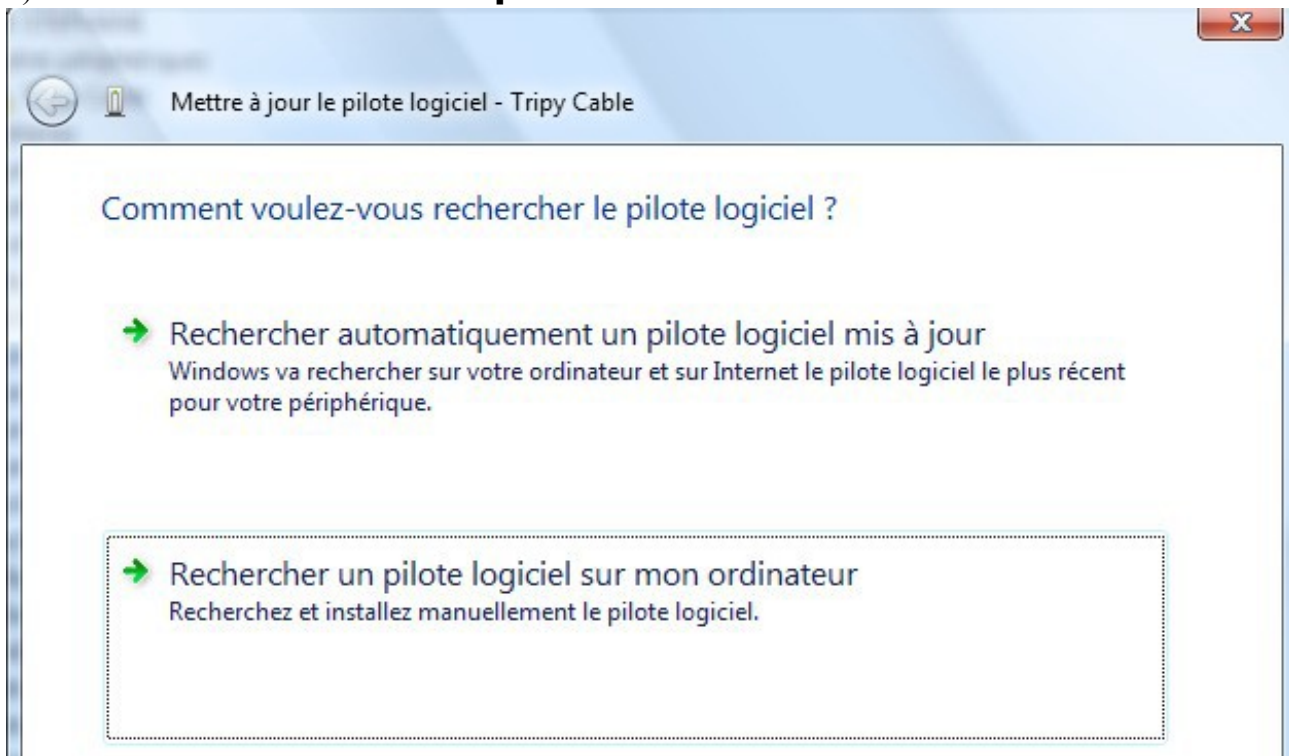 Mettre à jour le pilote logiciel - Tripy Cable
Comment voulez-vous rechercher le pilote logiciel ?
Rechercher automatiquement un pilote logiciel mis à jour
Windows va rechercher sur votre ordinateur et sur Internet le pilote logiciel le plus récent
pour votre périphérique.
Rechercher un pilote logiciel sur mon ordinateur
Recherchez et installez manuellement le pilote logiciel.